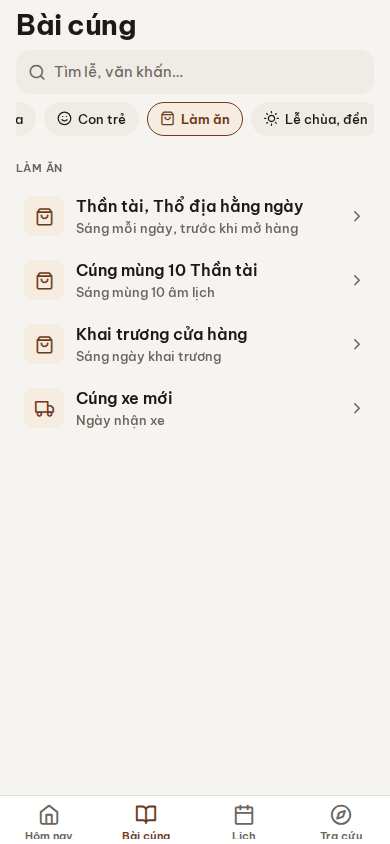 Bài cúng
Tìm lễ, văn khấn...
Con trẻ
Làm ăn
Lễ chùa, đền
LÀM ĂN
Thần tài, Thổ địa hằng ngày
Sáng mỗi ngày, trước khi mở hàng
Cúng mùng 10 Thần tài
Sáng mùng 10 âm lịch
Khai trương cửa hàng
Sáng ngày khai trương
Cúng xe mới
Ngày nhận xe
Hôm nay
Bài cúng
Lịch
Tra cứu